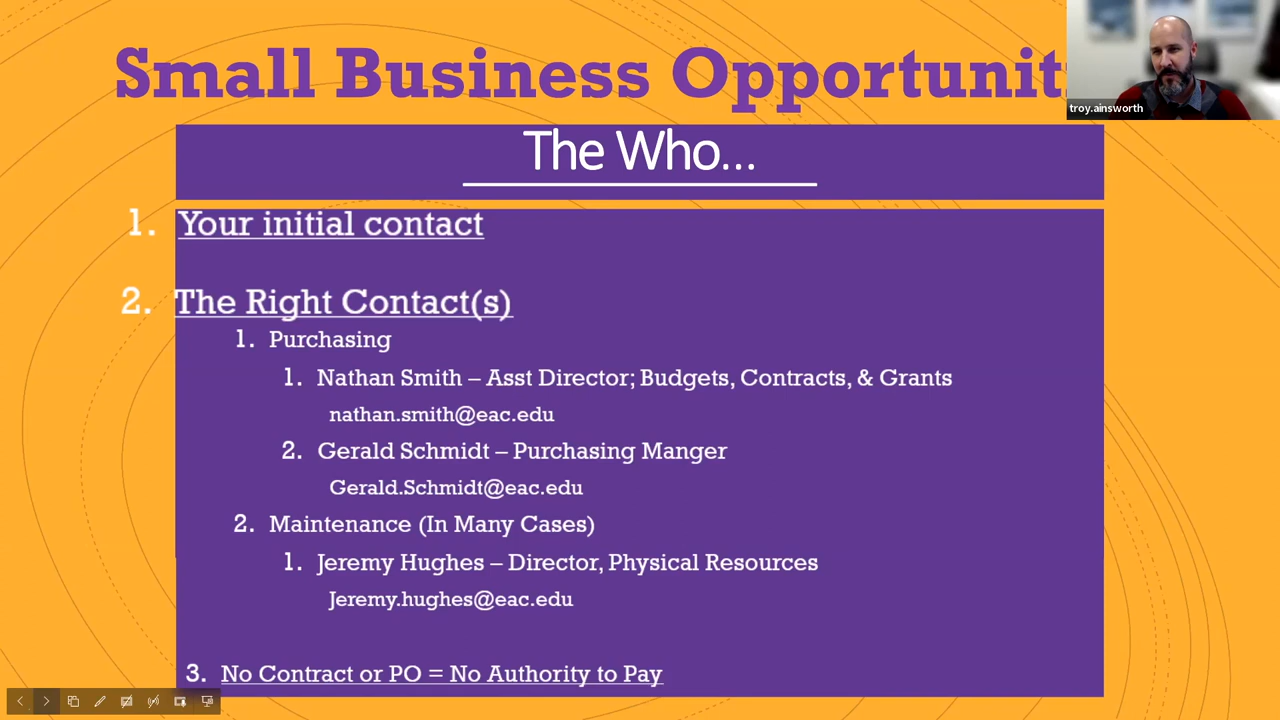 Small Business Opportunit
troy.ainsworth
The Who...
1. Your initial contact
2. The Right Contact(s)
1. Purchasing
1. Nathan Smith – Asst Director; Budgets, Contracts, & Grants
nathan.smith@eac.edu
2. Gerald Schmidt – Purchasing Manger
Gerald.Schmidt@eac.edu
2. Maintenance (In Many Cases)
1. Jeremy Hughes – Director, Physical Resources
Jeremy.hughes@eac.edu
3. No Contract or PO = No Authority to Pay